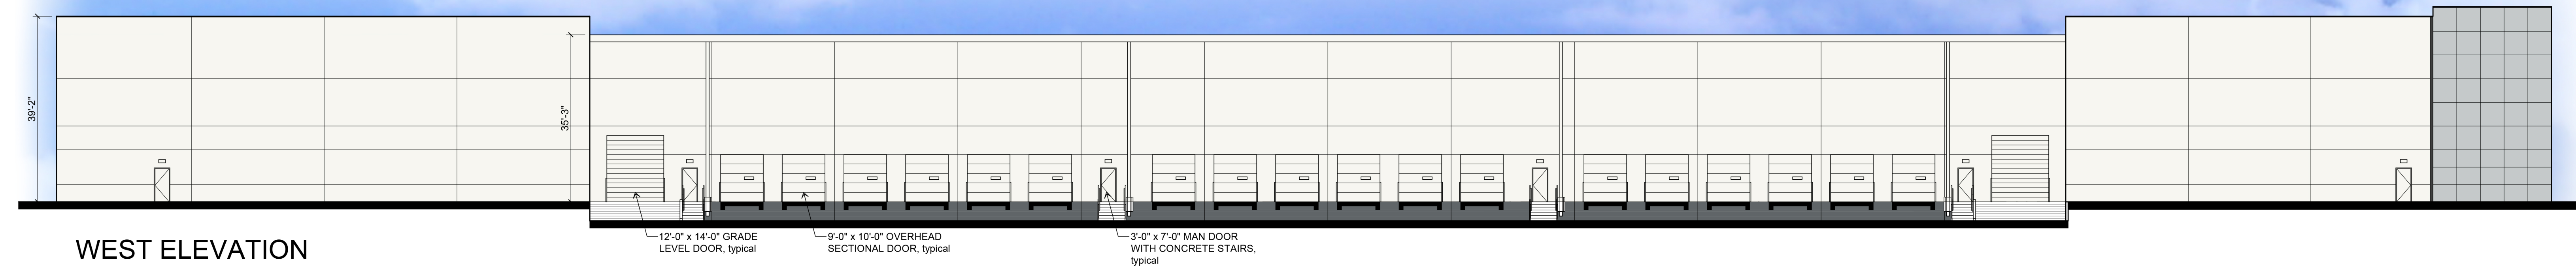 39'-2"
35'-3"
12'-0" x 14'-0" GRADE
LEVEL DOOR, typical
9'-0" x 10'-0" OVERHEAD
SECTIONAL DOOR, typical
3'-0" x 7'-0" MAN DOOR
WITH CONCRETE STAIRS,
typical
WEST ELEVATION